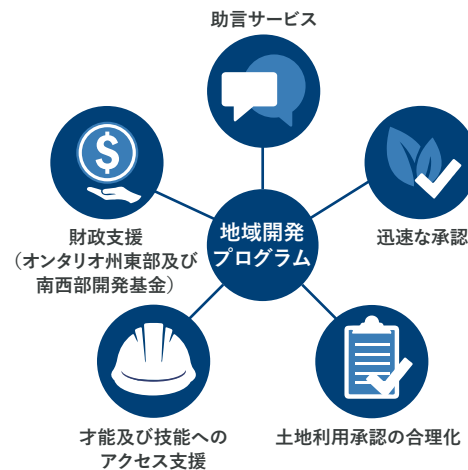 助言サービス
財政支援
（オンタリオ州東部及び
南西部開発基金）
地域開発
プログラム
迅速な承認
才能及び技能への
アクセス支援
土地利用承認の合理化
$